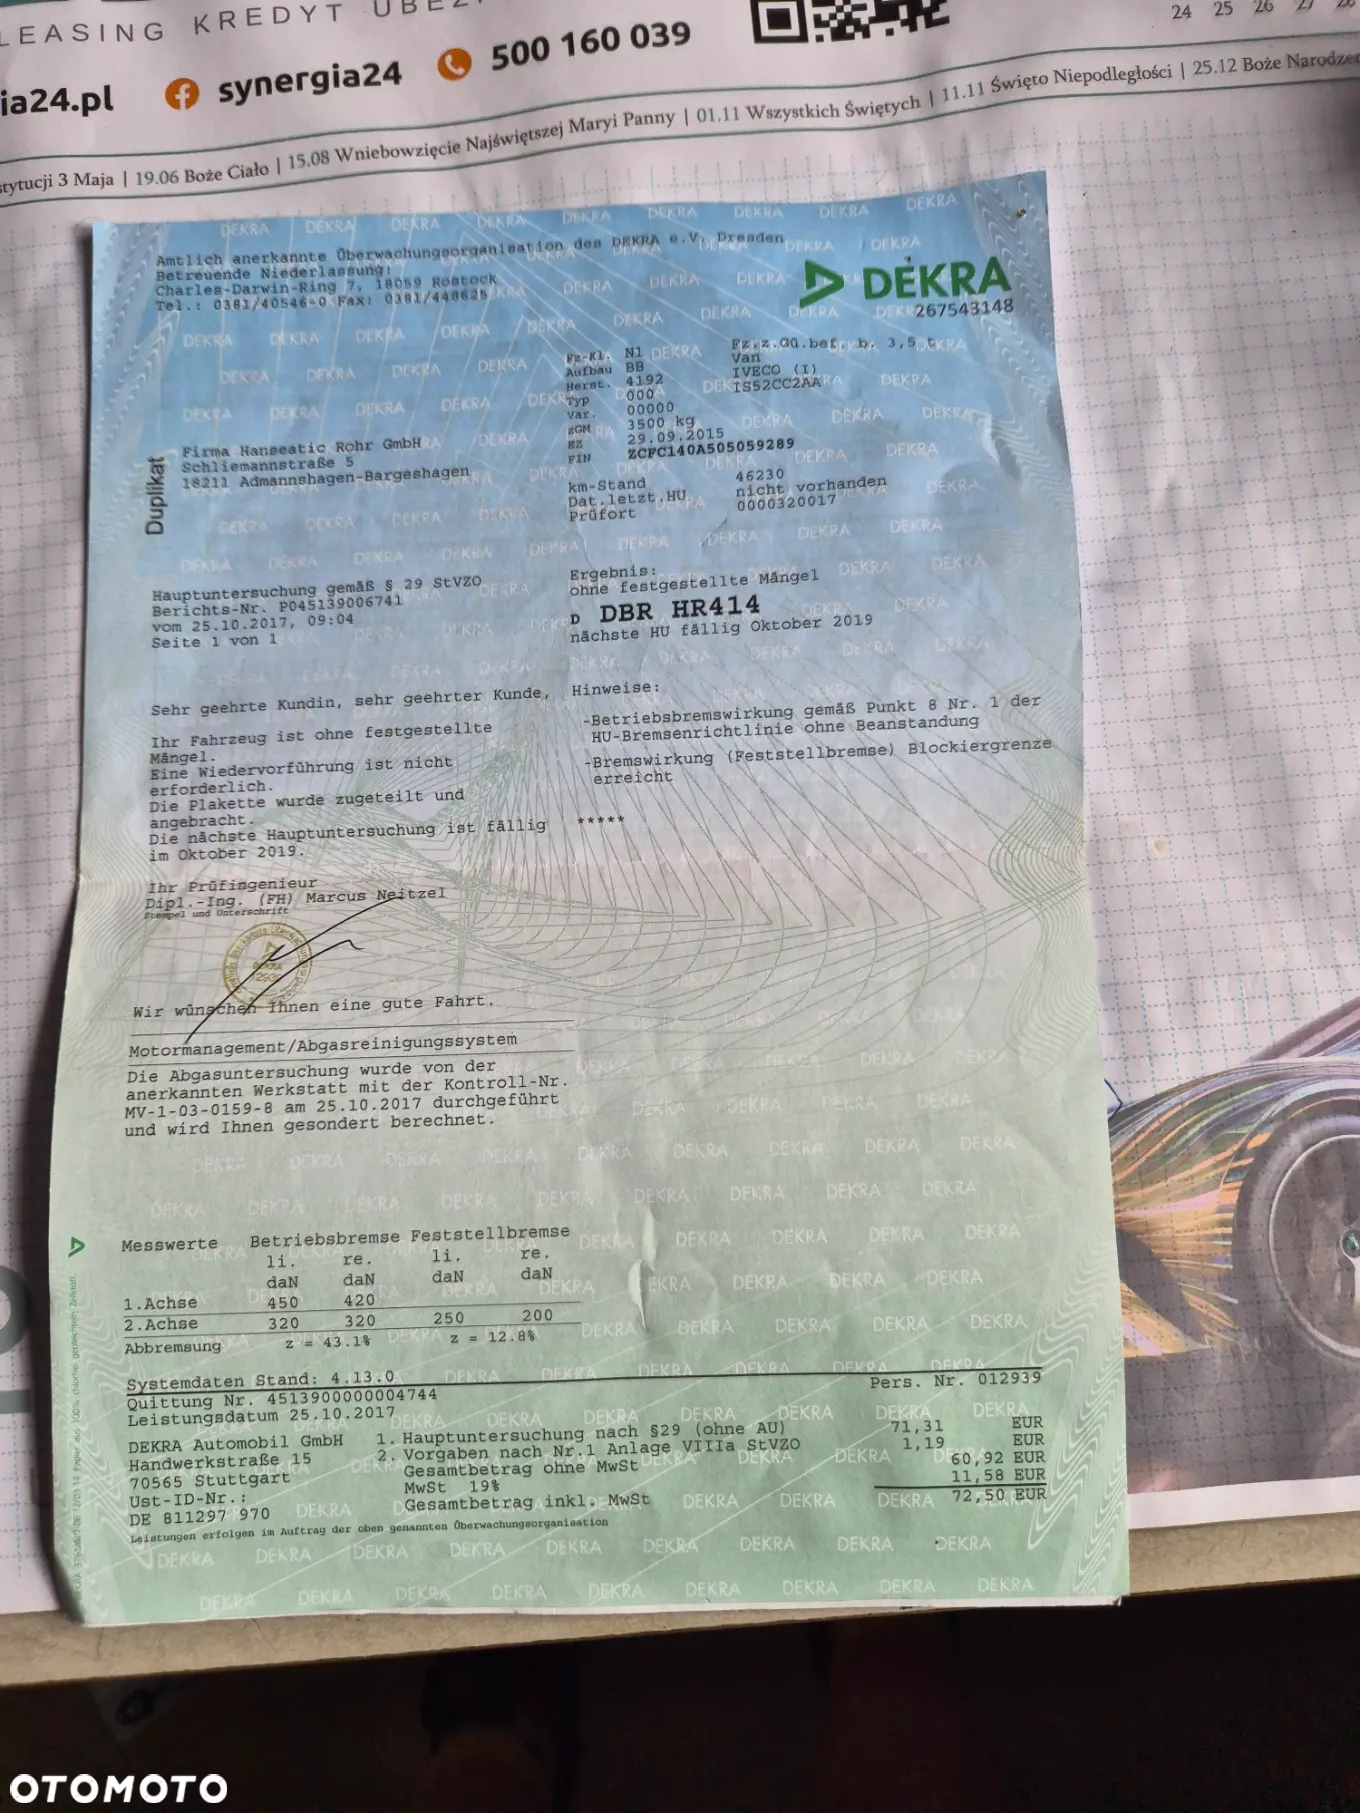 LEASING KREDYT UBEZ
ia24.pl synergia24 500 160 039
24 25 26 27 28
stytucji 3 Maja | 19.06 Boże Ciało | 15.08 Wniebowzięcie Najświętszej Maryi Panny | 01.11 Wszystkich Świętych | 11.11 Święto Niepodległości | 25.12 Boże Narodze
Amtlich anerkannte Überwachungsorganisation des DEKRA e.V. Dresden
Betreuende Niederlassung:
Charles-Darwin-Ring 7, 18059 Rostock
Tel.: 0381/40546-0 Fax: 0381/448625
DEKRA
267543148
Fz-Kl. N1 Fz.z.Gü.bef. b. 3,5 t
Aufbau BB Van
Herst. 4192 IVECO (I)
Typ 000 IS52CC2AA
Var. 00000
zGM 3500 kg
EZ 29.09.2015
FIN ZCFC140A505059289
km-Stand 46230
Dat.letzt.HU nicht vorhanden
Prüfort 0000320017
Duplikat
Firma Hanseatic Rohr GmbH
Schliemannstraße 5
18211 Admannshagen-Bargeshagen
Hauptuntersuchung gemäß § 29 StVZO
Berichts-Nr. P045139006741
vom 25.10.2017, 09:04
Seite 1 von 1
Ergebnis:
ohne festgestellte Mängel
D DBR HR414
nächste HU fällig Oktober 2019
Sehr geehrte Kundin, sehr geehrter Kunde,
Ihr Fahrzeug ist ohne festgestellte
Mängel.
Eine Wiedervorführung ist nicht
erforderlich.
Die Plakette wurde zugeteilt und
angebracht.
Die nächste Hauptuntersuchung ist fällig
im Oktober 2019.
Hinweise:
-Betriebsbremswirkung gemäß Punkt 8 Nr. 1 der
HU-Bremsenrichtlinie ohne Beanstandung
-Bremswirkung (Feststellbremse) Blockiergrenze
erreicht
*****
Ihr Prüfingenieur
Dipl.-Ing. (FH) Marcus Neitzel
Stempel und Unterschrift
Wir wünschen Ihnen eine gute Fahrt.
Motormanagement/Abgasreinigungssystem
Die Abgasuntersuchung wurde von der
anerkannten Werkstatt mit der Kontroll-Nr.
MV-1-03-0159-8 am 25.10.2017 durchgeführt
und wird Ihnen gesondert berechnet.
Messwerte Betriebsbremse Feststellbremse
li. re. li. re.
daN daN daN daN
1.Achse 450 420
2.Achse 320 320 250 200
Abbremsung z = 43.1% z = 12.8%
Systemdaten Stand: 4.13.0 Pers. Nr. 012939
Quittung Nr. 4513900000004744
Leistungsdatum 25.10.2017
DEKRA Automobil GmbH
Handwerkstraße 15
70565 Stuttgart
Ust-ID-Nr.:
DE 811297 970
1. Hauptuntersuchung nach §29 (ohne AU) 71,31 EUR
2. Vorgaben nach Nr.1 Anlage VIIIa StVZO 1,19 EUR
Gesamtbetrag ohne MwSt 60,92 EUR
MwSt 19% 11,58 EUR
Gesamtbetrag inkl. MwSt 72,50 EUR
Leistungen erfolgen im Auftrag der oben genannten Überwachungsorganisation
OTOMOTO